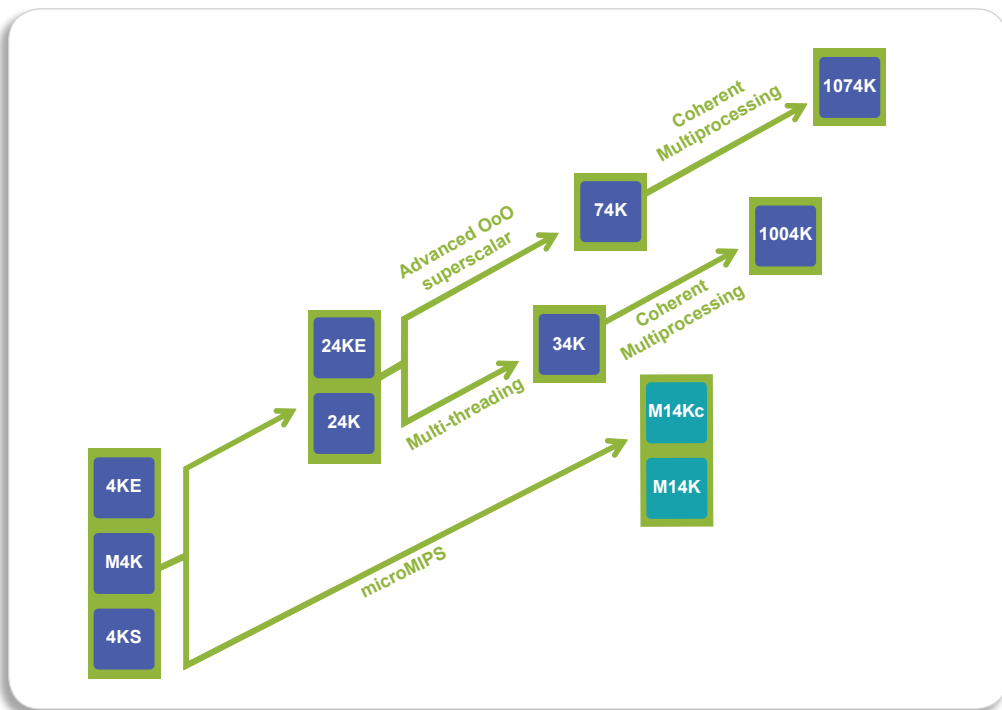 1074K
Coherent
Multiprocessing
74K
1004K
Advanced OoO
superscalar
Coherent
Multiprocessing
24KE
34K
24K
Multi-threading
M14Kc
M14K
4KE
M4K
microMIPS
4KS